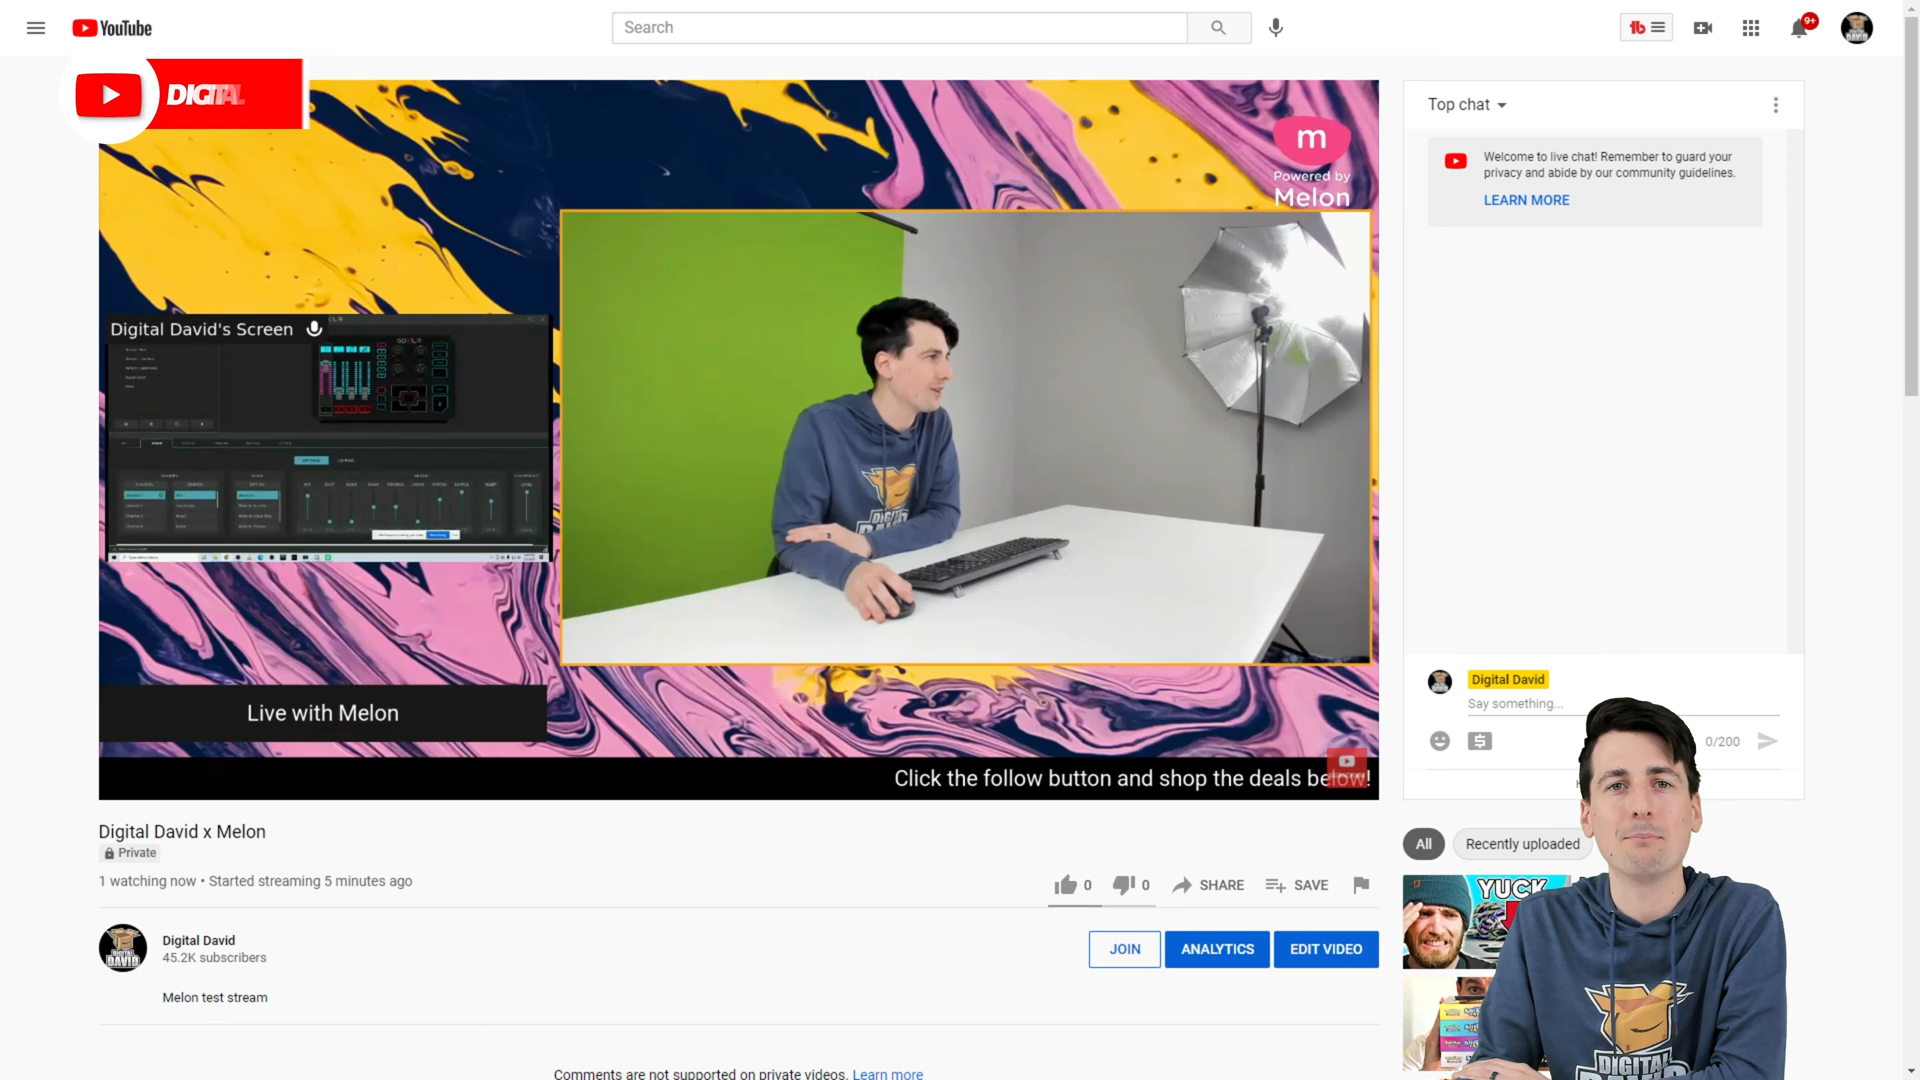 YouTube
Search
9+
DIGITAL
m
Powered by
Melon
Digital David's Screen
Live with Melon
Click the follow button and shop the deals below!
Top chat
Welcome to live chat! Remember to guard your
privacy and abide by our community guidelines.
LEARN MORE
Digital David
Say something...
0/200
Digital David x Melon
Private
1 watching now • Started streaming 5 minutes ago
0
0
SHARE
SAVE
Digital David
45.2K subscribers
JOIN
ANALYTICS
EDIT VIDEO
Melon test stream
Comments are not supported on private videos. Learn more
All
Recently uploaded
YUCK
DIGITAL
DAVID